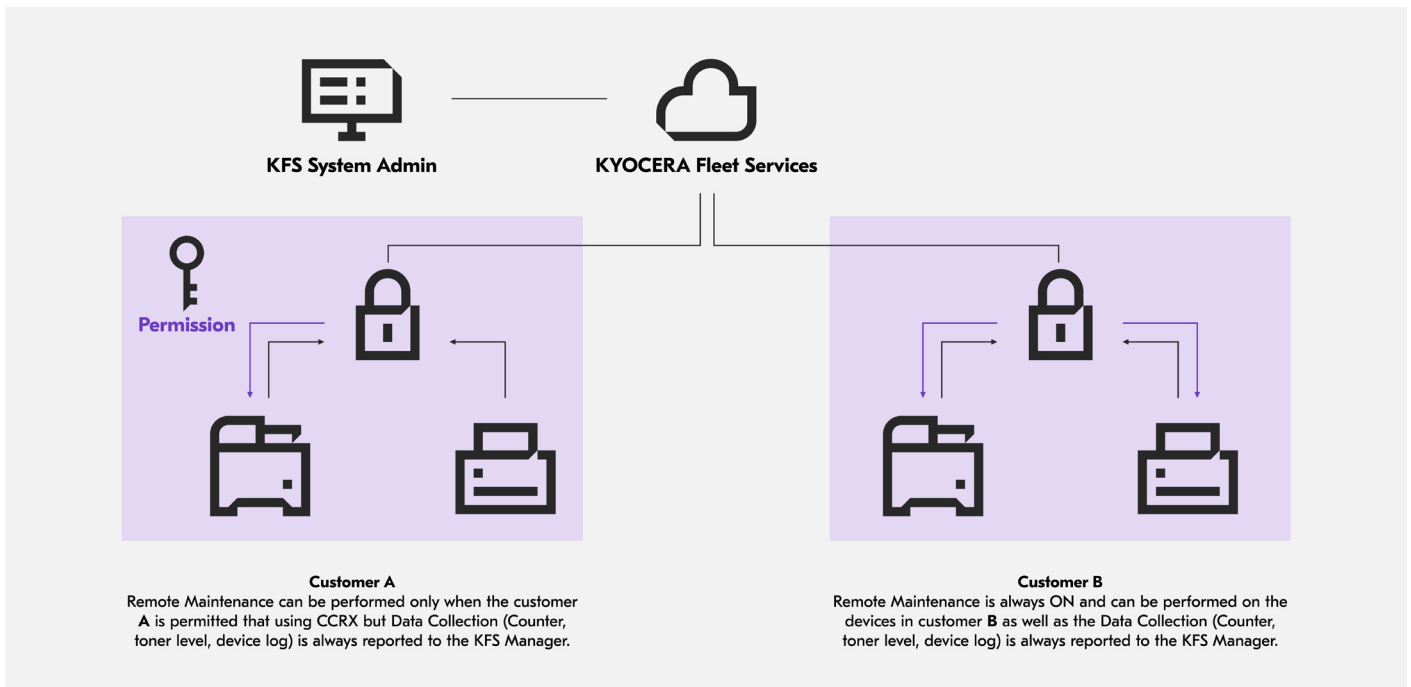 KFS System Admin
KYOCERA Fleet Services
Permission
Customer A
Remote Maintenance can be performed only when the customer
A is permitted that using CCRX but Data Collection (Counter,
toner level, device log) is always reported to the KFS Manager.
Customer B
Remote Maintenance is always ON and can be performed on the
devices in customer B as well as the Data Collection (Counter,
toner level, device log) is always reported to the KFS Manager.